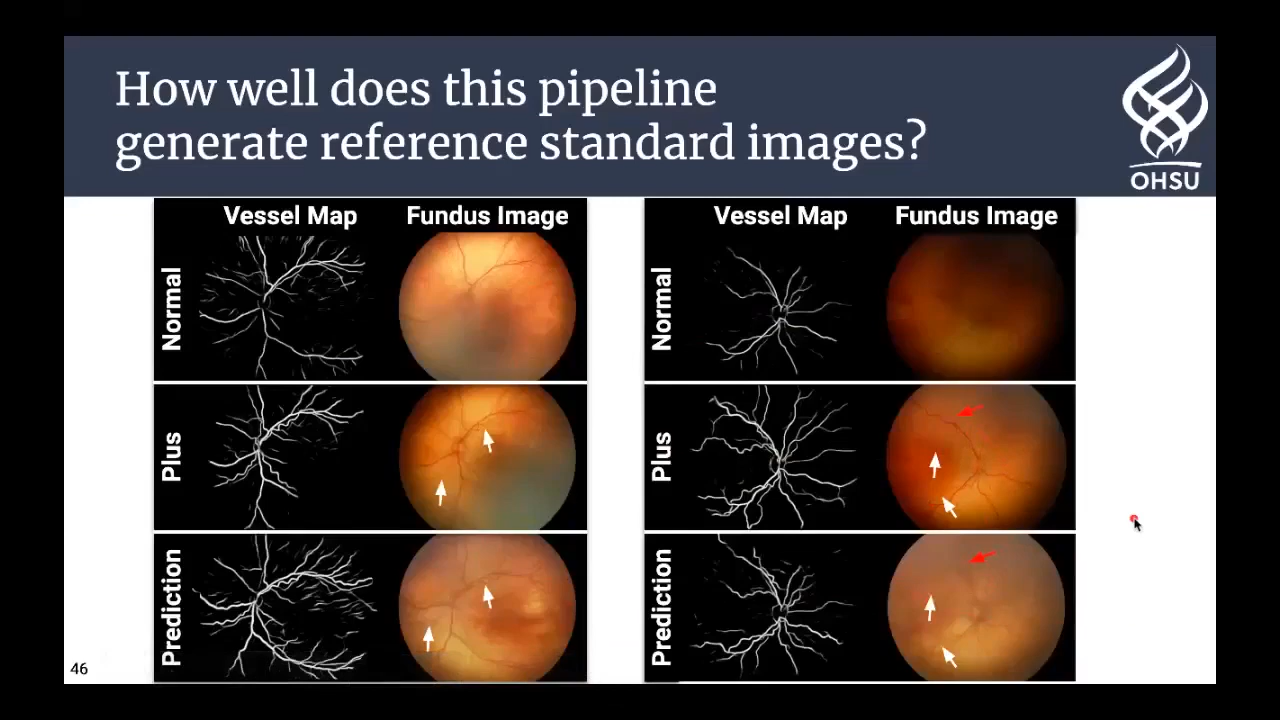 How well does this pipeline
generate reference standard images?
OHSU
Vessel Map Fundus Image
Normal
Plus
Prediction
Vessel Map Fundus Image
Normal
Plus
Prediction
46